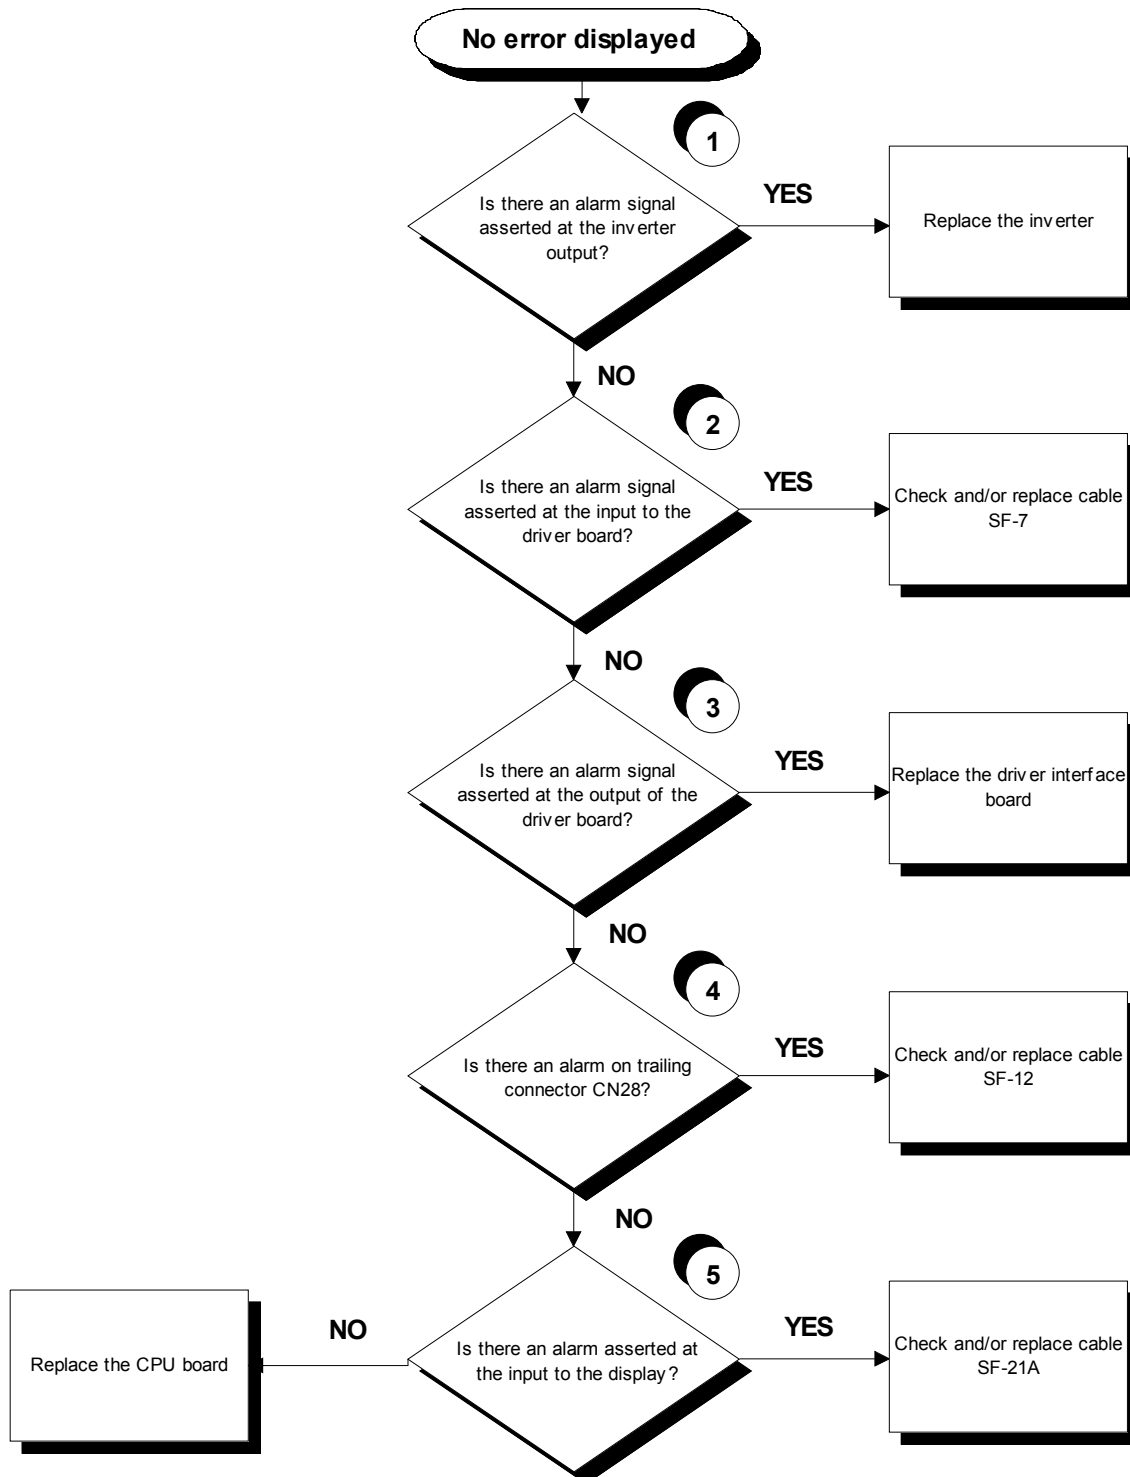 No error displayed
1
Is there an alarm signal
asserted at the inverter
output?
YES
Replace the inverter
NO
2
Is there an alarm signal
asserted at the input to the
driver board?
YES
Check and/or replace cable
SF-7
NO
3
Is there an alarm signal
asserted at the output of the
driver board?
YES
Replace the driver interface
board
NO
4
Is there an alarm on trailing
connector CN28?
YES
Check and/or replace cable
SF-12
NO
5
Is there an alarm asserted at
the input to the display?
YES
Check and/or replace cable
SF-21A
NO
Replace the CPU board